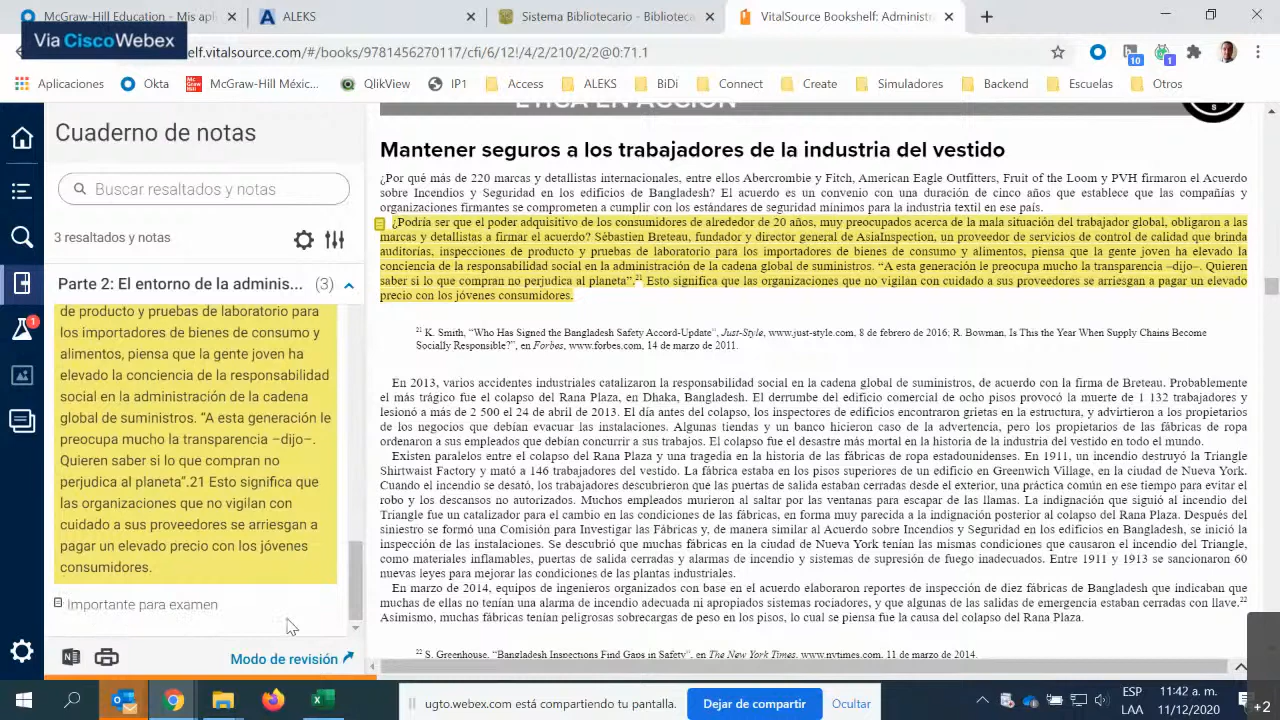 McGraw-Hill Education - Mis apl
ALEKS
Sistema Bibliotecario - Bibliotec
VitalSource Bookshelf: Administr
Via Cisco Webex
elf.vitalsource.com/#/books/9781456270117/cfi/6/12!/4/2/210/2/2@0:71.1
10
1
Aplicaciones
Okta
McGraw-Hill Méxic...
QlikView
IP1
Access
ALEKS
BiDi
Connect
Create
Simuladores
Backend
Escuelas
Otros
Cuaderno de notas
Buscar resaltados y notas
3 resaltados y notas
Parte 2: El entorno de la adminis... (3)
de producto y pruebas de laboratorio para
los importadores de bienes de consumo y
alimentos, piensa que la gente joven ha
elevado la conciencia de la responsabilidad
social en la administración de la cadena
global de suministros. “A esta generación le
preocupa mucho la transparencia –dijo–.
Quieren saber si lo que compran no
perjudica al planeta”.21 Esto significa que
las organizaciones que no vigilan con
cuidado a sus proveedores se arriesgan a
pagar un elevado precio con los jóvenes
consumidores.
Importante para examen
Modo de revisión
1
ÉTICA EN ACCIÓN
S
Mantener seguros a los trabajadores de la industria del vestido
¿Por qué más de 220 marcas y detallistas internacionales, entre ellos Abercrombie y Fitch, American Eagle Outfitters, Fruit of the Loom y PVH firmaron el Acuerdo
sobre Incendios y Seguridad en los edificios de Bangladesh? El acuerdo es un convenio con una duración de cinco años que establece que las compañías y
organizaciones firmantes se comprometen a cumplir con los estándares de seguridad mínimos para la industria textil en ese país.
¿Podría ser que el poder adquisitivo de los consumidores de alrededor de 20 años, muy preocupados acerca de la mala situación del trabajador global, obligaron a las
marcas y detallistas a firmar el acuerdo? Sébastien Breteau, fundador y director general de AsiaInspection, un proveedor de servicios de control de calidad que brinda
auditorías, inspecciones de producto y pruebas de laboratorio para los importadores de bienes de consumo y alimentos, piensa que la gente joven ha elevado la
conciencia de la responsabilidad social en la administración de la cadena global de suministros. “A esta generación le preocupa mucho la transparencia –dijo–. Quieren
saber si lo que compran no perjudica al planeta”.21 Esto significa que las organizaciones que no vigilan con cuidado a sus proveedores se arriesgan a pagar un elevado
precio con los jóvenes consumidores.
21 K. Smith, “Who Has Signed the Bangladesh Safety Accord-Update”, Just-Style, www.just-style.com, 8 de febrero de 2016; R. Bowman, Is This the Year When Supply Chains Become
Socially Responsible?”, en Forbes, www.forbes.com, 14 de marzo de 2011.
En 2013, varios accidentes industriales catalizaron la responsabilidad social en la cadena global de suministros, de acuerdo con la firma de Breteau. Probablemente
el más trágico fue el colapso del Rana Plaza, en Dhaka, Bangladesh. El derrumbe del edificio comercial de ocho pisos provocó la muerte de 1 132 trabajadores y
lesionó a más de 2 500 el 24 de abril de 2013. El día antes del colapso, los inspectores de edificios encontraron grietas en la estructura, y advirtieron a los propietarios
de los negocios que debían evacuar las instalaciones. Algunas tiendas y un banco hicieron caso de la advertencia, pero los propietarios de las fábricas de ropa
ordenaron a sus empleados que debían concurrir a sus trabajos. El colapso fue el desastre más mortal en la historia de la industria del vestido en todo el mundo.
Existen paralelos entre el colapso del Rana Plaza y una tragedia en la historia de las fábricas de ropa estadounidenses. En 1911, un incendio destruyó la Triangle
Shirtwaist Factory y mató a 146 trabajadores del vestido. La fábrica estaba en los pisos superiores de un edificio en Greenwich Village, en la ciudad de Nueva York.
Cuando el incendio se desató, los trabajadores descubrieron que las puertas de salida estaban cerradas desde el exterior, una práctica común en ese tiempo para evitar el
robo y los descansos no autorizados. Muchos empleados murieron al saltar por las ventanas para escapar de las llamas. La indignación que siguió al incendio del
Triangle fue un catalizador para el cambio en las condiciones de las fábricas, en forma muy parecida a la indignación posterior al colapso del Rana Plaza. Después del
siniestro se formó una Comisión para Investigar las Fábricas y, de manera similar al Acuerdo sobre Incendios y Seguridad en los edificios en Bangladesh, se inició la
inspección de las instalaciones. Se descubrió que muchas fábricas en la ciudad de Nueva York tenían las mismas condiciones que causaron el incendio del Triangle,
como materiales inflamables, puertas de salida cerradas y alarmas de incendio y sistemas de supresión de fuego inadecuados. Entre 1911 y 1913 se sancionaron 60
nuevas leyes para mejorar las condiciones de las plantas industriales.
En marzo de 2014, equipos de ingenieros organizados con base en el acuerdo elaboraron reportes de inspección de diez fábricas de Bangladesh que indicaban que
muchas de ellas no tenían una alarma de incendio adecuada ni apropiados sistemas rociadores, y que algunas de las salidas de emergencia estaban cerradas con llave.22
Asimismo, muchas fábricas tenían peligrosas sobrecargas de peso en los pisos, lo cual se piensa fue la causa del colapso del Rana Plaza.
22 S. Greenhouse, “Bangladesh Inspections Find Gaps in Safety”, en The New York Times, www.nytimes.com, 11 de marzo de 2014.
ugto.webex.com está compartiendo tu pantalla.
Dejar de compartir
Ocultar
ESP
LAA
11:42 a. m.
11/12/2020
+2